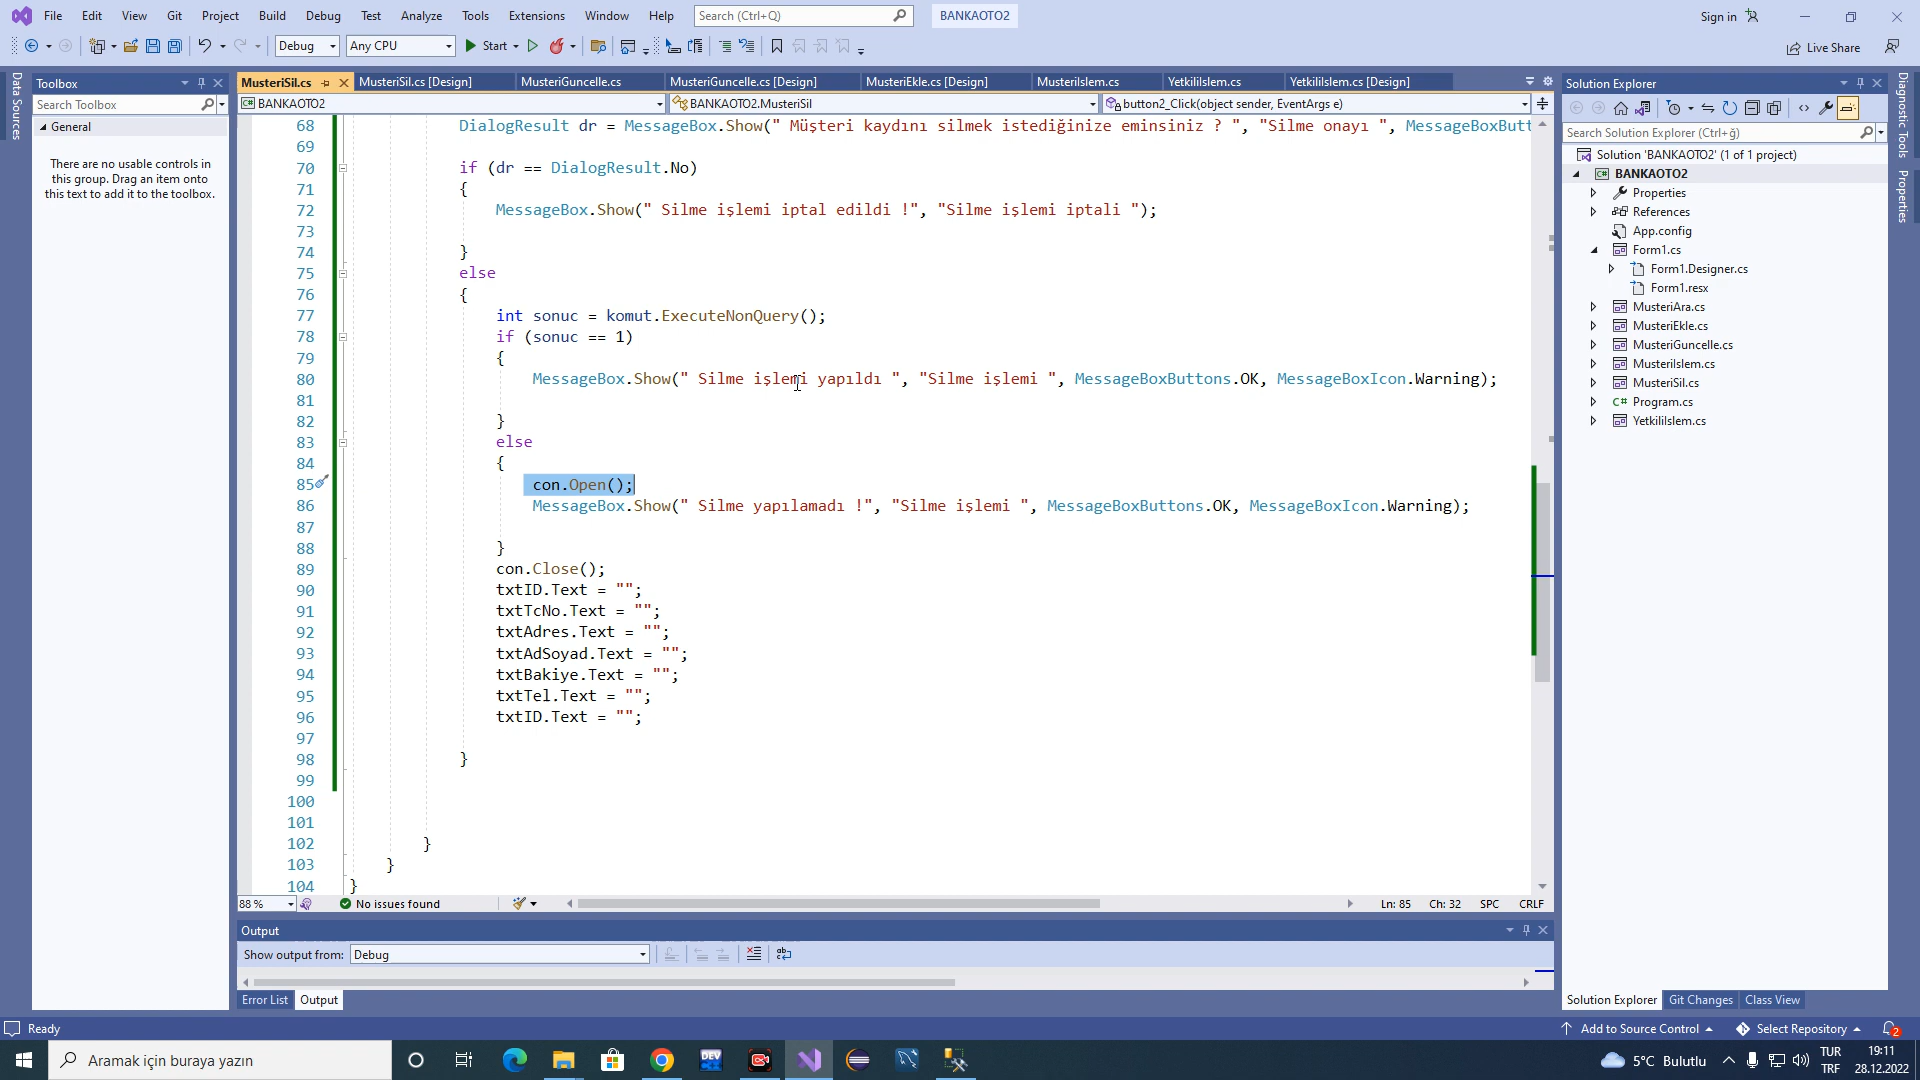 File Edit View Git Project Build Debug Test Analyze Tools Extensions Window Help Search (Ctrl+Q) BANKAOTO2 Sign in
Debug Any CPU Start Live Share
Data Sources
Toolbox
Search Toolbox
General
There are no usable controls in
this group. Drag an item onto
this text to add it to the toolbox.
MusteriSil.cs MusteriSil.cs [Design] MusteriGuncelle.cs MusteriGuncelle.cs [Design] MusteriEkle.cs [Design] MusteriIslem.cs YetkiliIslem.cs YetkiliIslem.cs [Design]
BANKAOTO2 BANKAOTO2.MusteriSil button2_Click(object sender, EventArgs e)
68 DialogResult dr = MessageBox.Show(" Müşteri kaydını silmek istediğinize eminsiniz ? ", "Silme onayı ", MessageBoxButt
69
70 if (dr == DialogResult.No)
71 {
72 MessageBox.Show(" Silme işlemi iptal edildi !", "Silme işlemi iptali ");
73
74 }
75 else
76 {
77 int sonuc = komut.ExecuteNonQuery();
78 if (sonuc == 1)
79 {
80 MessageBox.Show(" Silme işlemi yapıldı ", "Silme işlemi ", MessageBoxButtons.OK, MessageBoxIcon.Warning);
81
82 }
83 else
84 {
85 con.Open();
86 MessageBox.Show(" Silme yapılamadı !", "Silme işlemi ", MessageBoxButtons.OK, MessageBoxIcon.Warning);
87
88 }
89 con.Close();
90 txtID.Text = "";
91 txtTcNo.Text = "";
92 txtAdres.Text = "";
93 txtAdSoyad.Text = "";
94 txtBakiye.Text = "";
95 txtTel.Text = "";
96 txtID.Text = "";
97
98 }
99
100
101
102 }
103 }
104 }
88 % No issues found Ln: 85 Ch: 32 SPC CRLF
Output
Show output from: Debug
Error List Output
Solution Explorer
Search Solution Explorer (Ctrl+ğ)
Solution 'BANKAOTO2' (1 of 1 project)
C# BANKAOTO2
Properties
References
App.config
Form1.cs
Form1.Designer.cs
Form1.resx
MusteriAra.cs
MusteriEkle.cs
MusteriGuncelle.cs
MusteriIslem.cs
MusteriSil.cs
C# Program.cs
YetkiliIslem.cs
Solution Explorer Git Changes Class View
Diagnostic Tools
Properties
Ready Add to Source Control Select Repository 2
Aramak için buraya yazın DEV 5°C Bulutlu TUR 19:11
TRF 28.12.2022